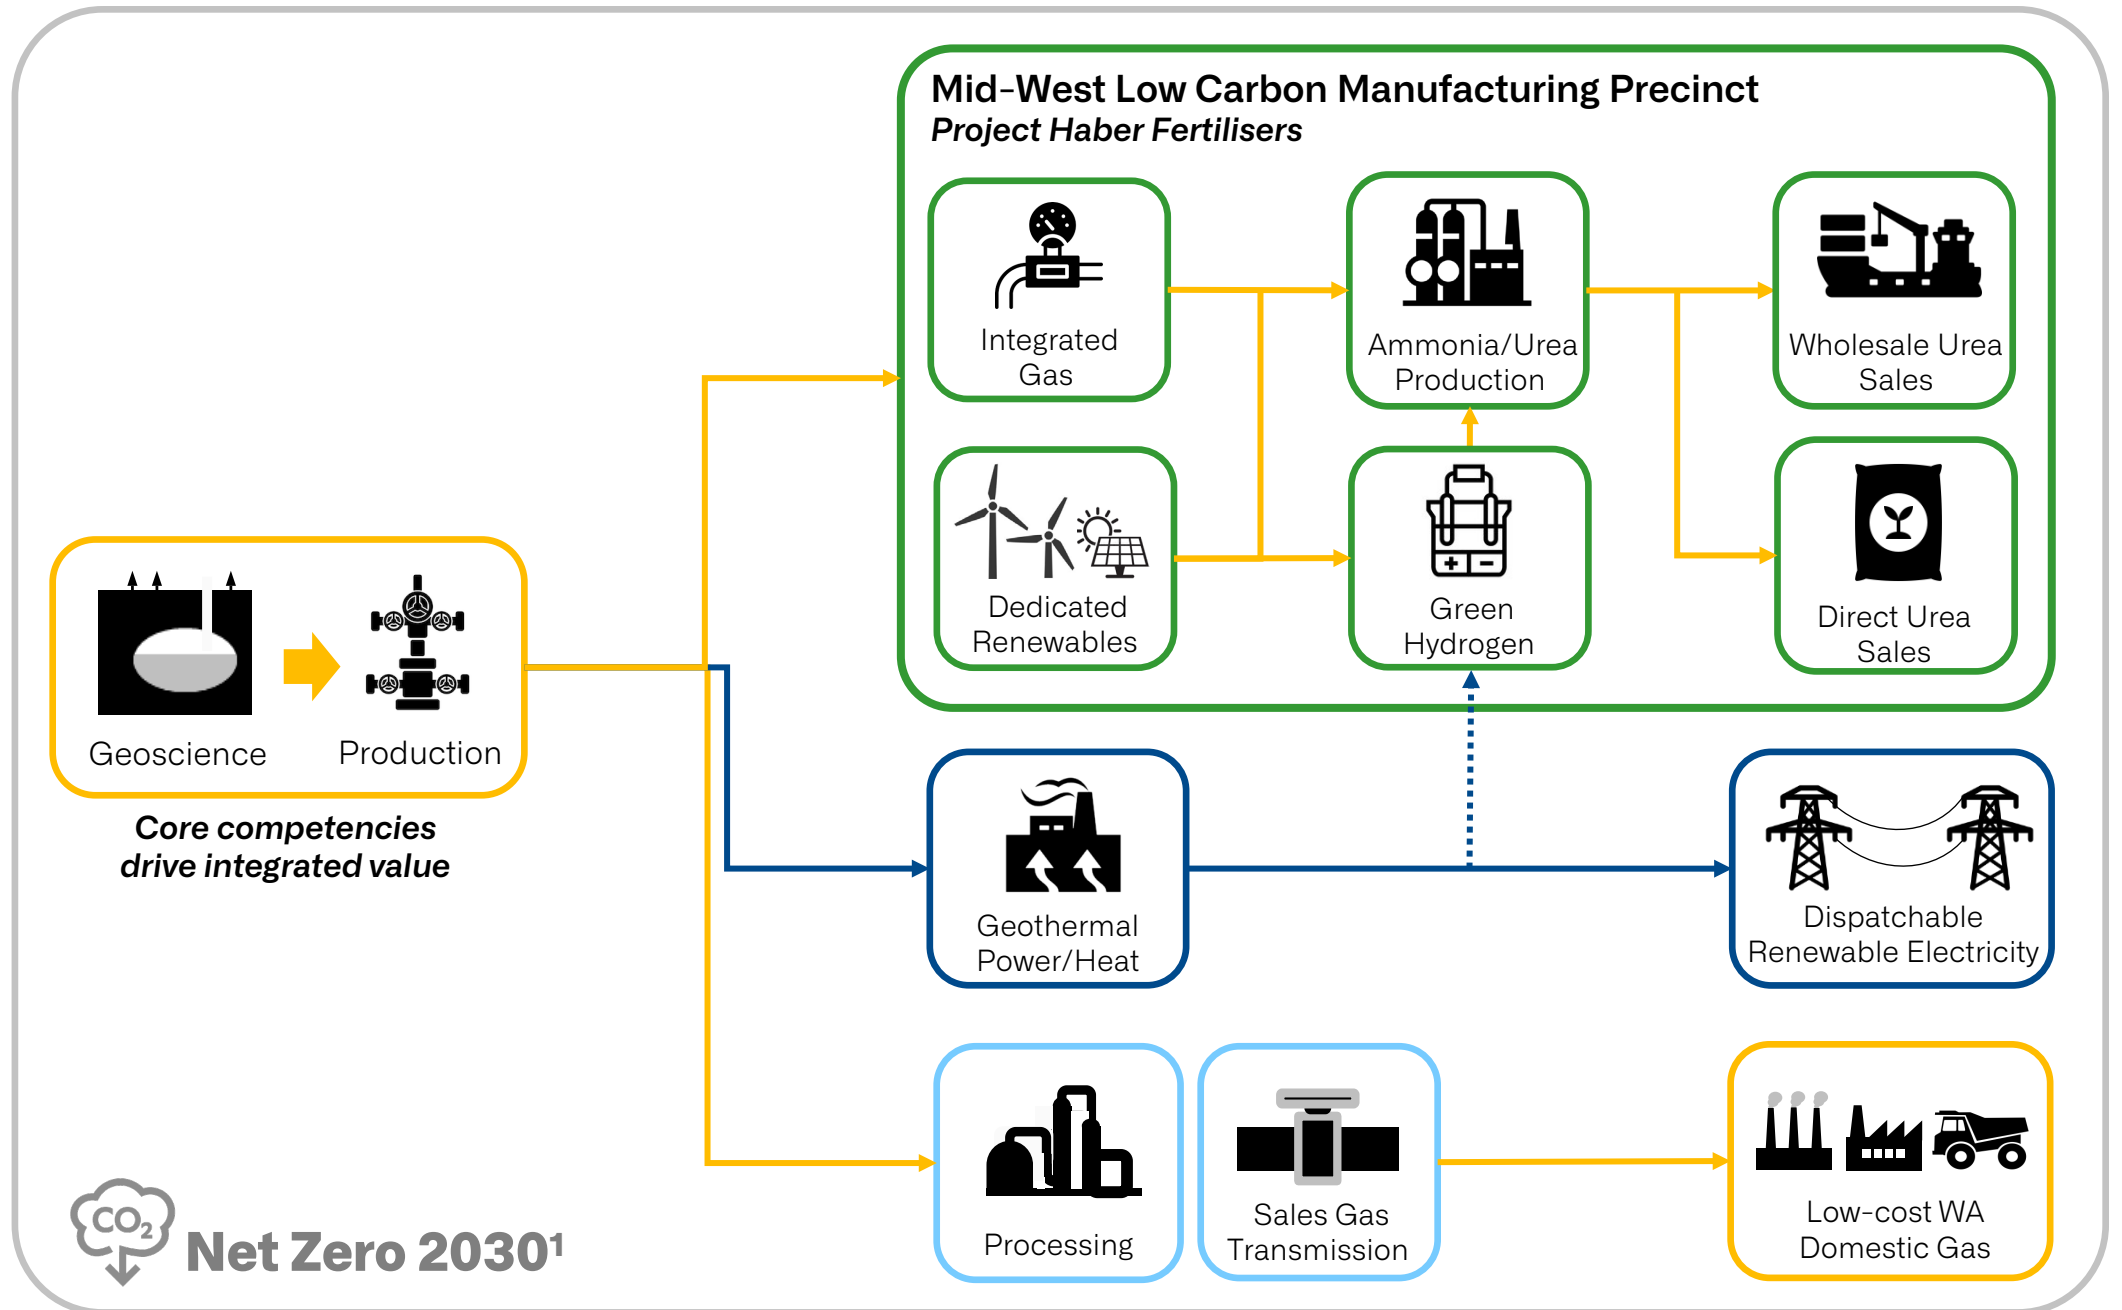 Mid-West Low Carbon Manufacturing Precinct
Project Haber Fertilisers
Integrated
Gas
Ammonia/Urea
Production
Wholesale Urea
Sales
Dedicated
Renewables
Green
Hydrogen
Direct Urea
Sales
Geoscience
Production
Core competencies
drive integrated value
Geothermal
Power/Heat
Dispatchable
Renewable Electricity
Processing
Sales Gas
Transmission
Low-cost WA
Domestic Gas
CO₂
Net Zero 2030¹